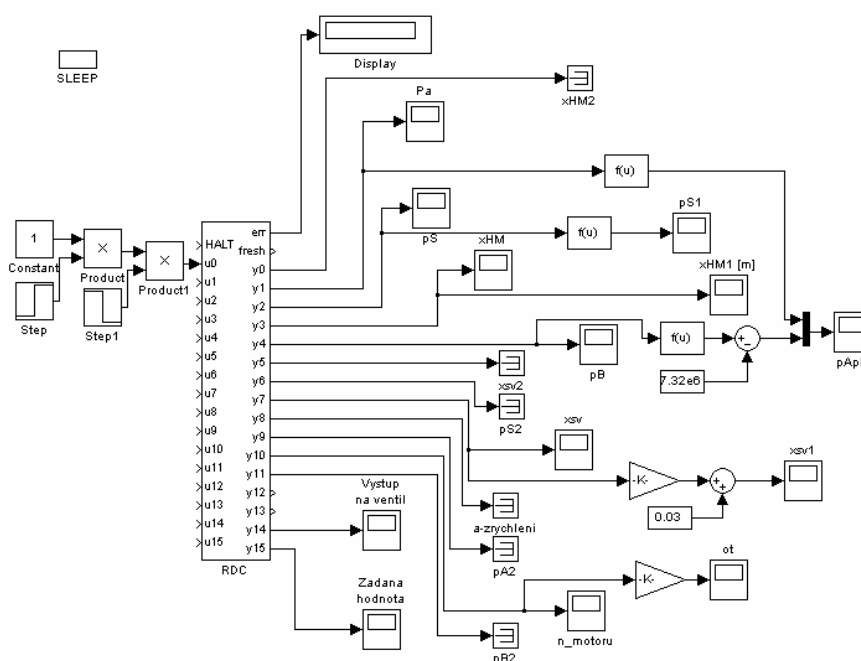 Display
SLEEP
xHM2
Pa
f(u)
pS
f(u)
pS1
xHM
xHM1 [m]
1
Constant
×
Product
×
Product1
Step
Step1
HALT
u0
u1
u2
u3
u4
u5
u6
u7
u8
u9
u10
u11
u12
u13
u14
u15
err
fresh
y0
y1
y2
y3
y4
y5
y6
y7
y8
y9
y10
y11
y12
y13
y14
y15
RDC
pB
f(u)
7.32e6
xsv2
pS2
xsv
-K-
0.03
xsv1
Vystup
na ventil
a-zrychleni
pA2
Zadana
hodnota
-K-
ot
n_motoru
pB2